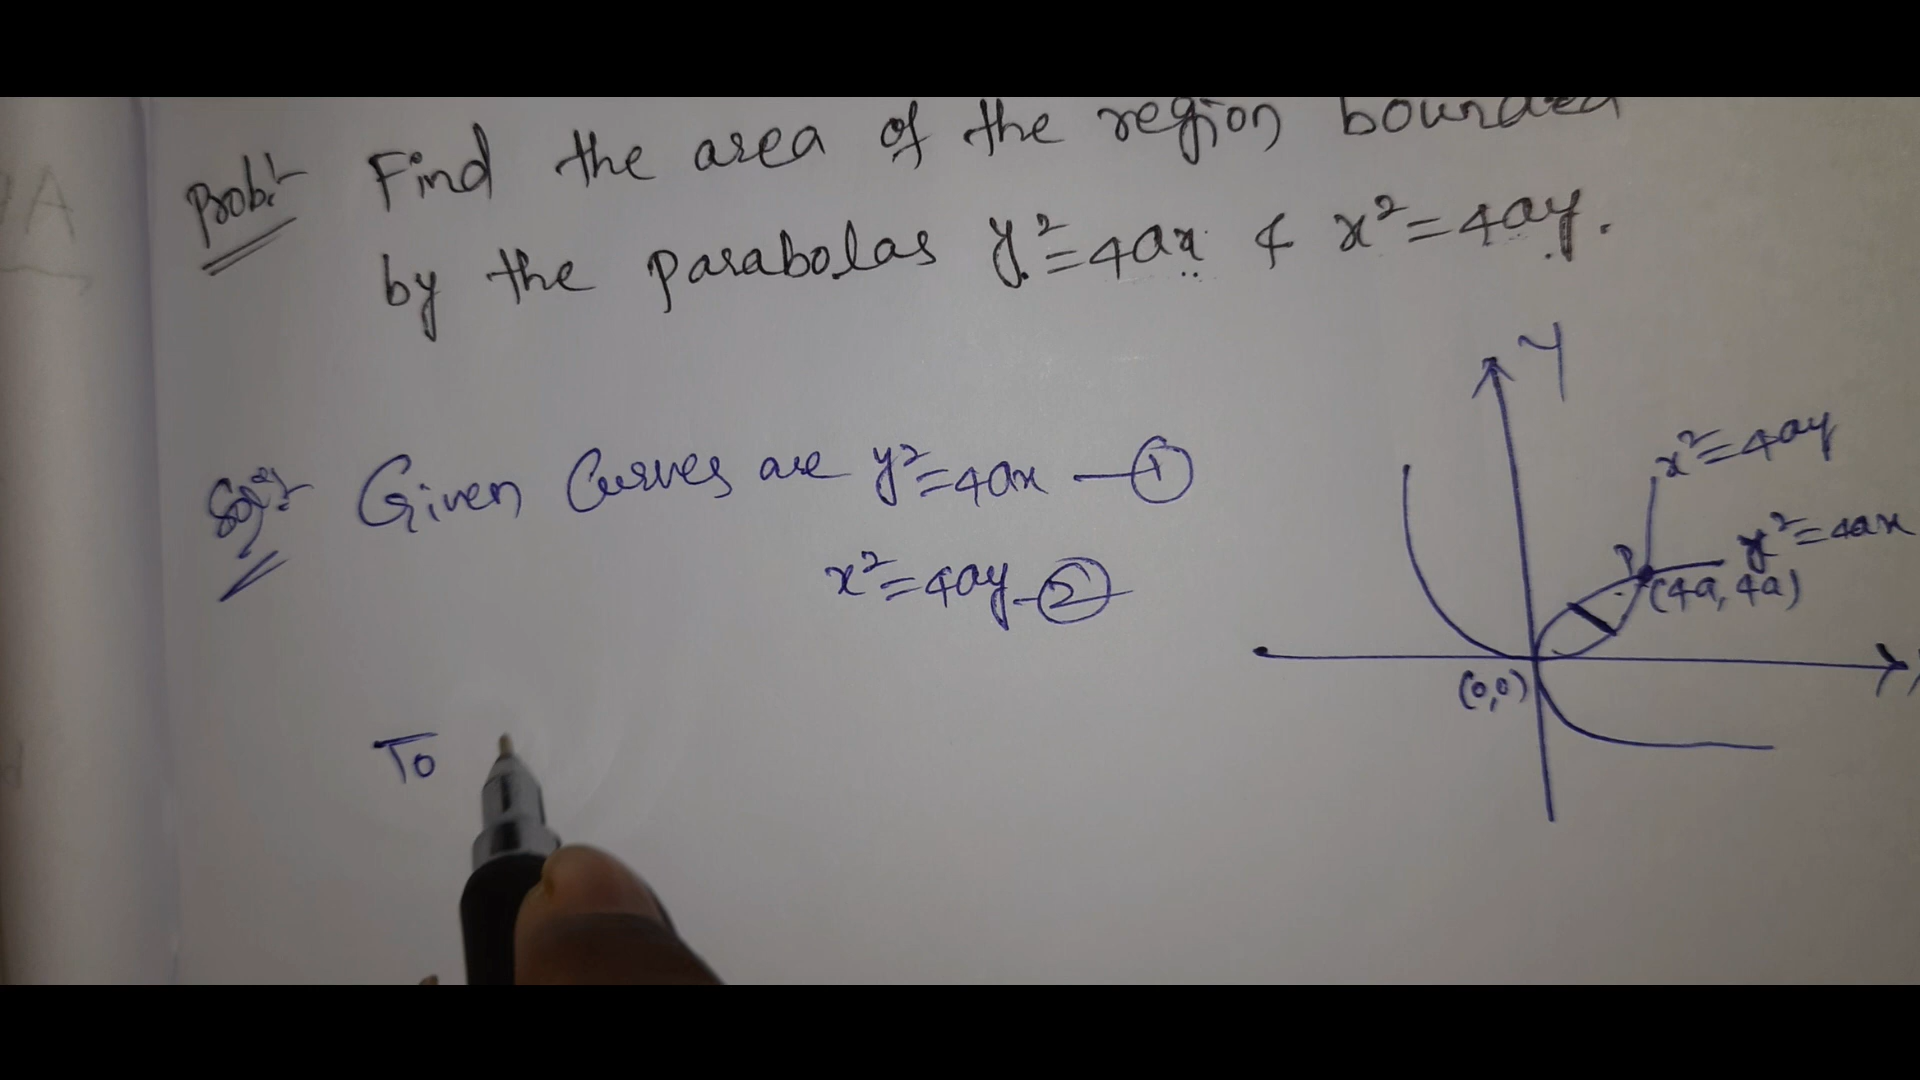 Prob:- Find the area of the region bounded
by the parabolas y²=4ax & x²=4ay.
Y
x²=4ay
Sol:- Given Curves are y²=4ax — ①
y²=4ax
P
x²=4ay — ②
(4a, 4a)
(0,0)
To